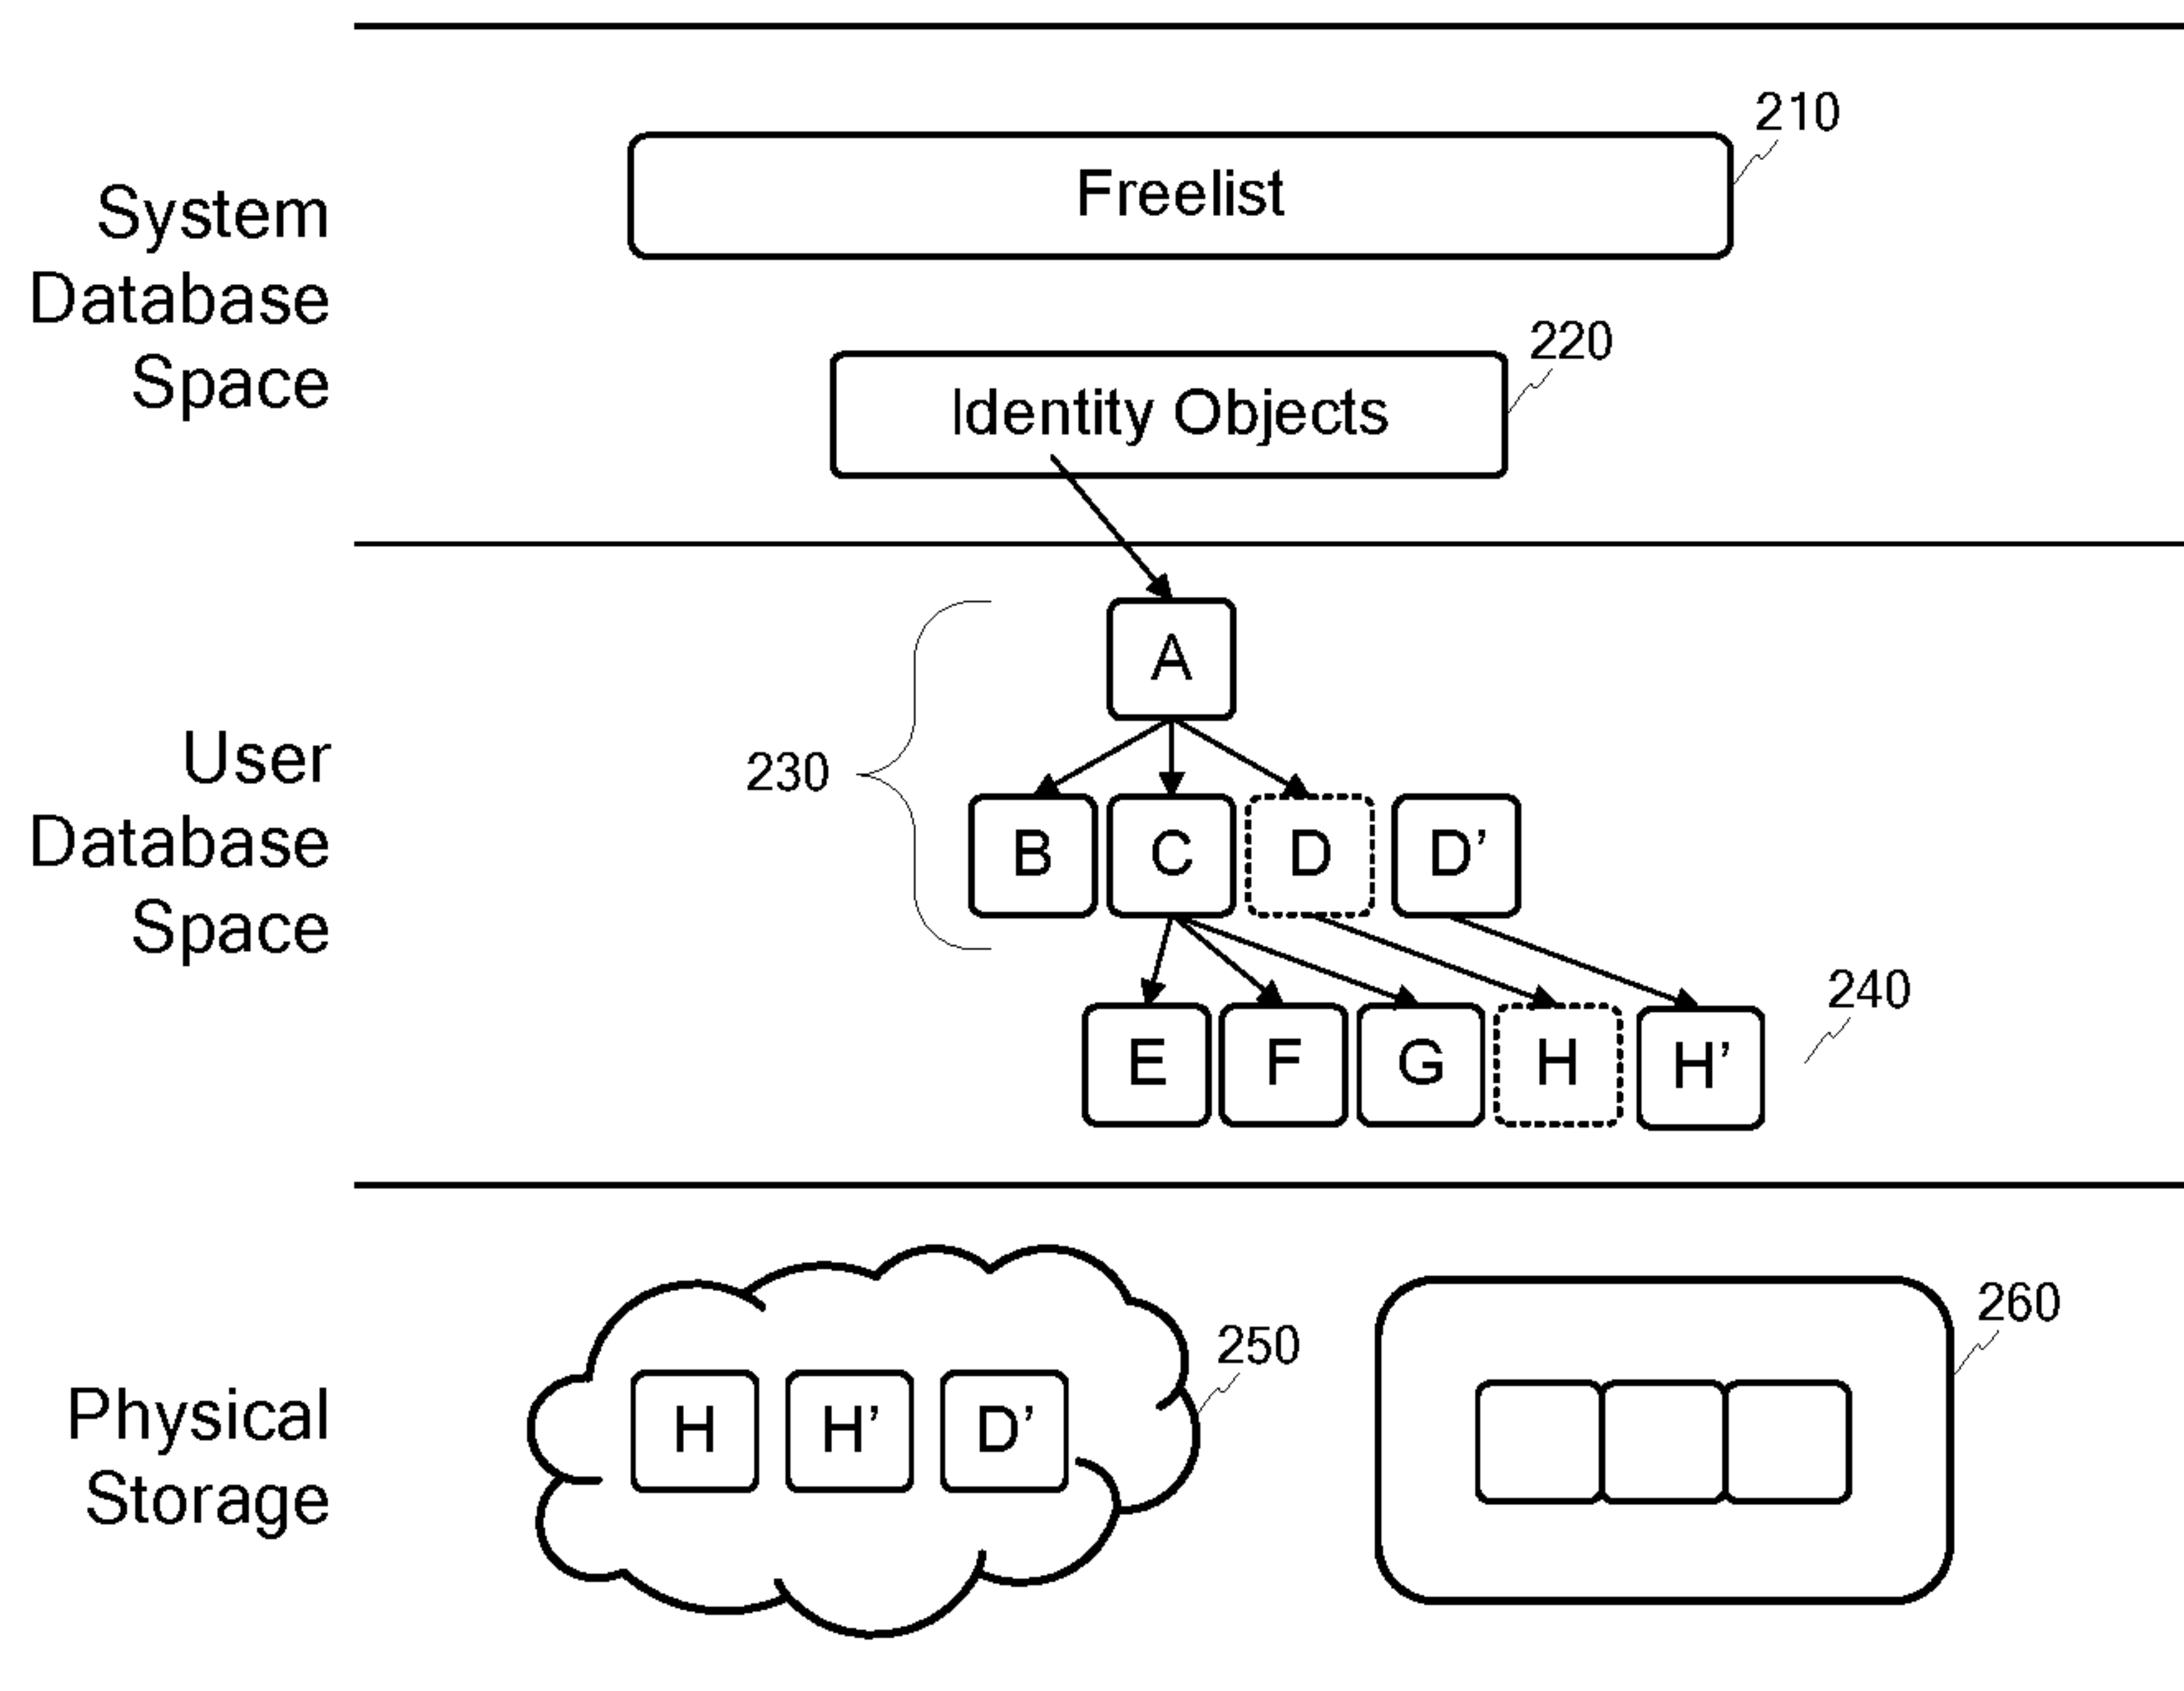 210
Freelist
System
Database
Space
220
Identity Objects
A
User
Database
Space
230
B C D D’
240
E F G H H’
260
250
Physical
Storage
H H’ D’